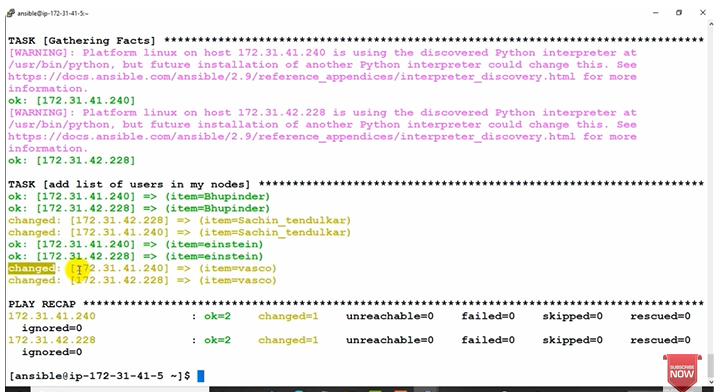 ansible@ip-172-31-41-5:~
TASK [Gathering Facts] *********************************************************************
[WARNING]: Platform linux on host 172.31.41.240 is using the discovered Python interpreter at
/usr/bin/python, but future installation of another Python interpreter could change this. See
https://docs.ansible.com/ansible/2.9/reference_appendices/interpreter_discovery.html for more
information.
ok: [172.31.41.240]
[WARNING]: Platform linux on host 172.31.42.228 is using the discovered Python interpreter at
/usr/bin/python, but future installation of another Python interpreter could change this. See
https://docs.ansible.com/ansible/2.9/reference_appendices/interpreter_discovery.html for more
information.
ok: [172.31.42.228]
TASK [add list of users in my nodes] *******************************************************
ok: [172.31.41.240] => (item=Bhupinder)
ok: [172.31.42.228] => (item=Bhupinder)
changed: [172.31.42.228] => (item=Sachin_tendulkar)
changed: [172.31.41.240] => (item=Sachin_tendulkar)
ok: [172.31.41.240] => (item=einstein)
ok: [172.31.42.228] => (item=einstein)
changed: [172.31.41.240] => (item=vasco)
changed: [172.31.42.228] => (item=vasco)
PLAY RECAP *********************************************************************************
172.31.41.240 : ok=2 changed=1 unreachable=0 failed=0 skipped=0 rescued=0
ignored=0
172.31.42.228 : ok=2 changed=1 unreachable=0 failed=0 skipped=0 rescued=0
ignored=0
[ansible@ip-172-31-41-5 ~]$
SUBSCRIBE
NOW